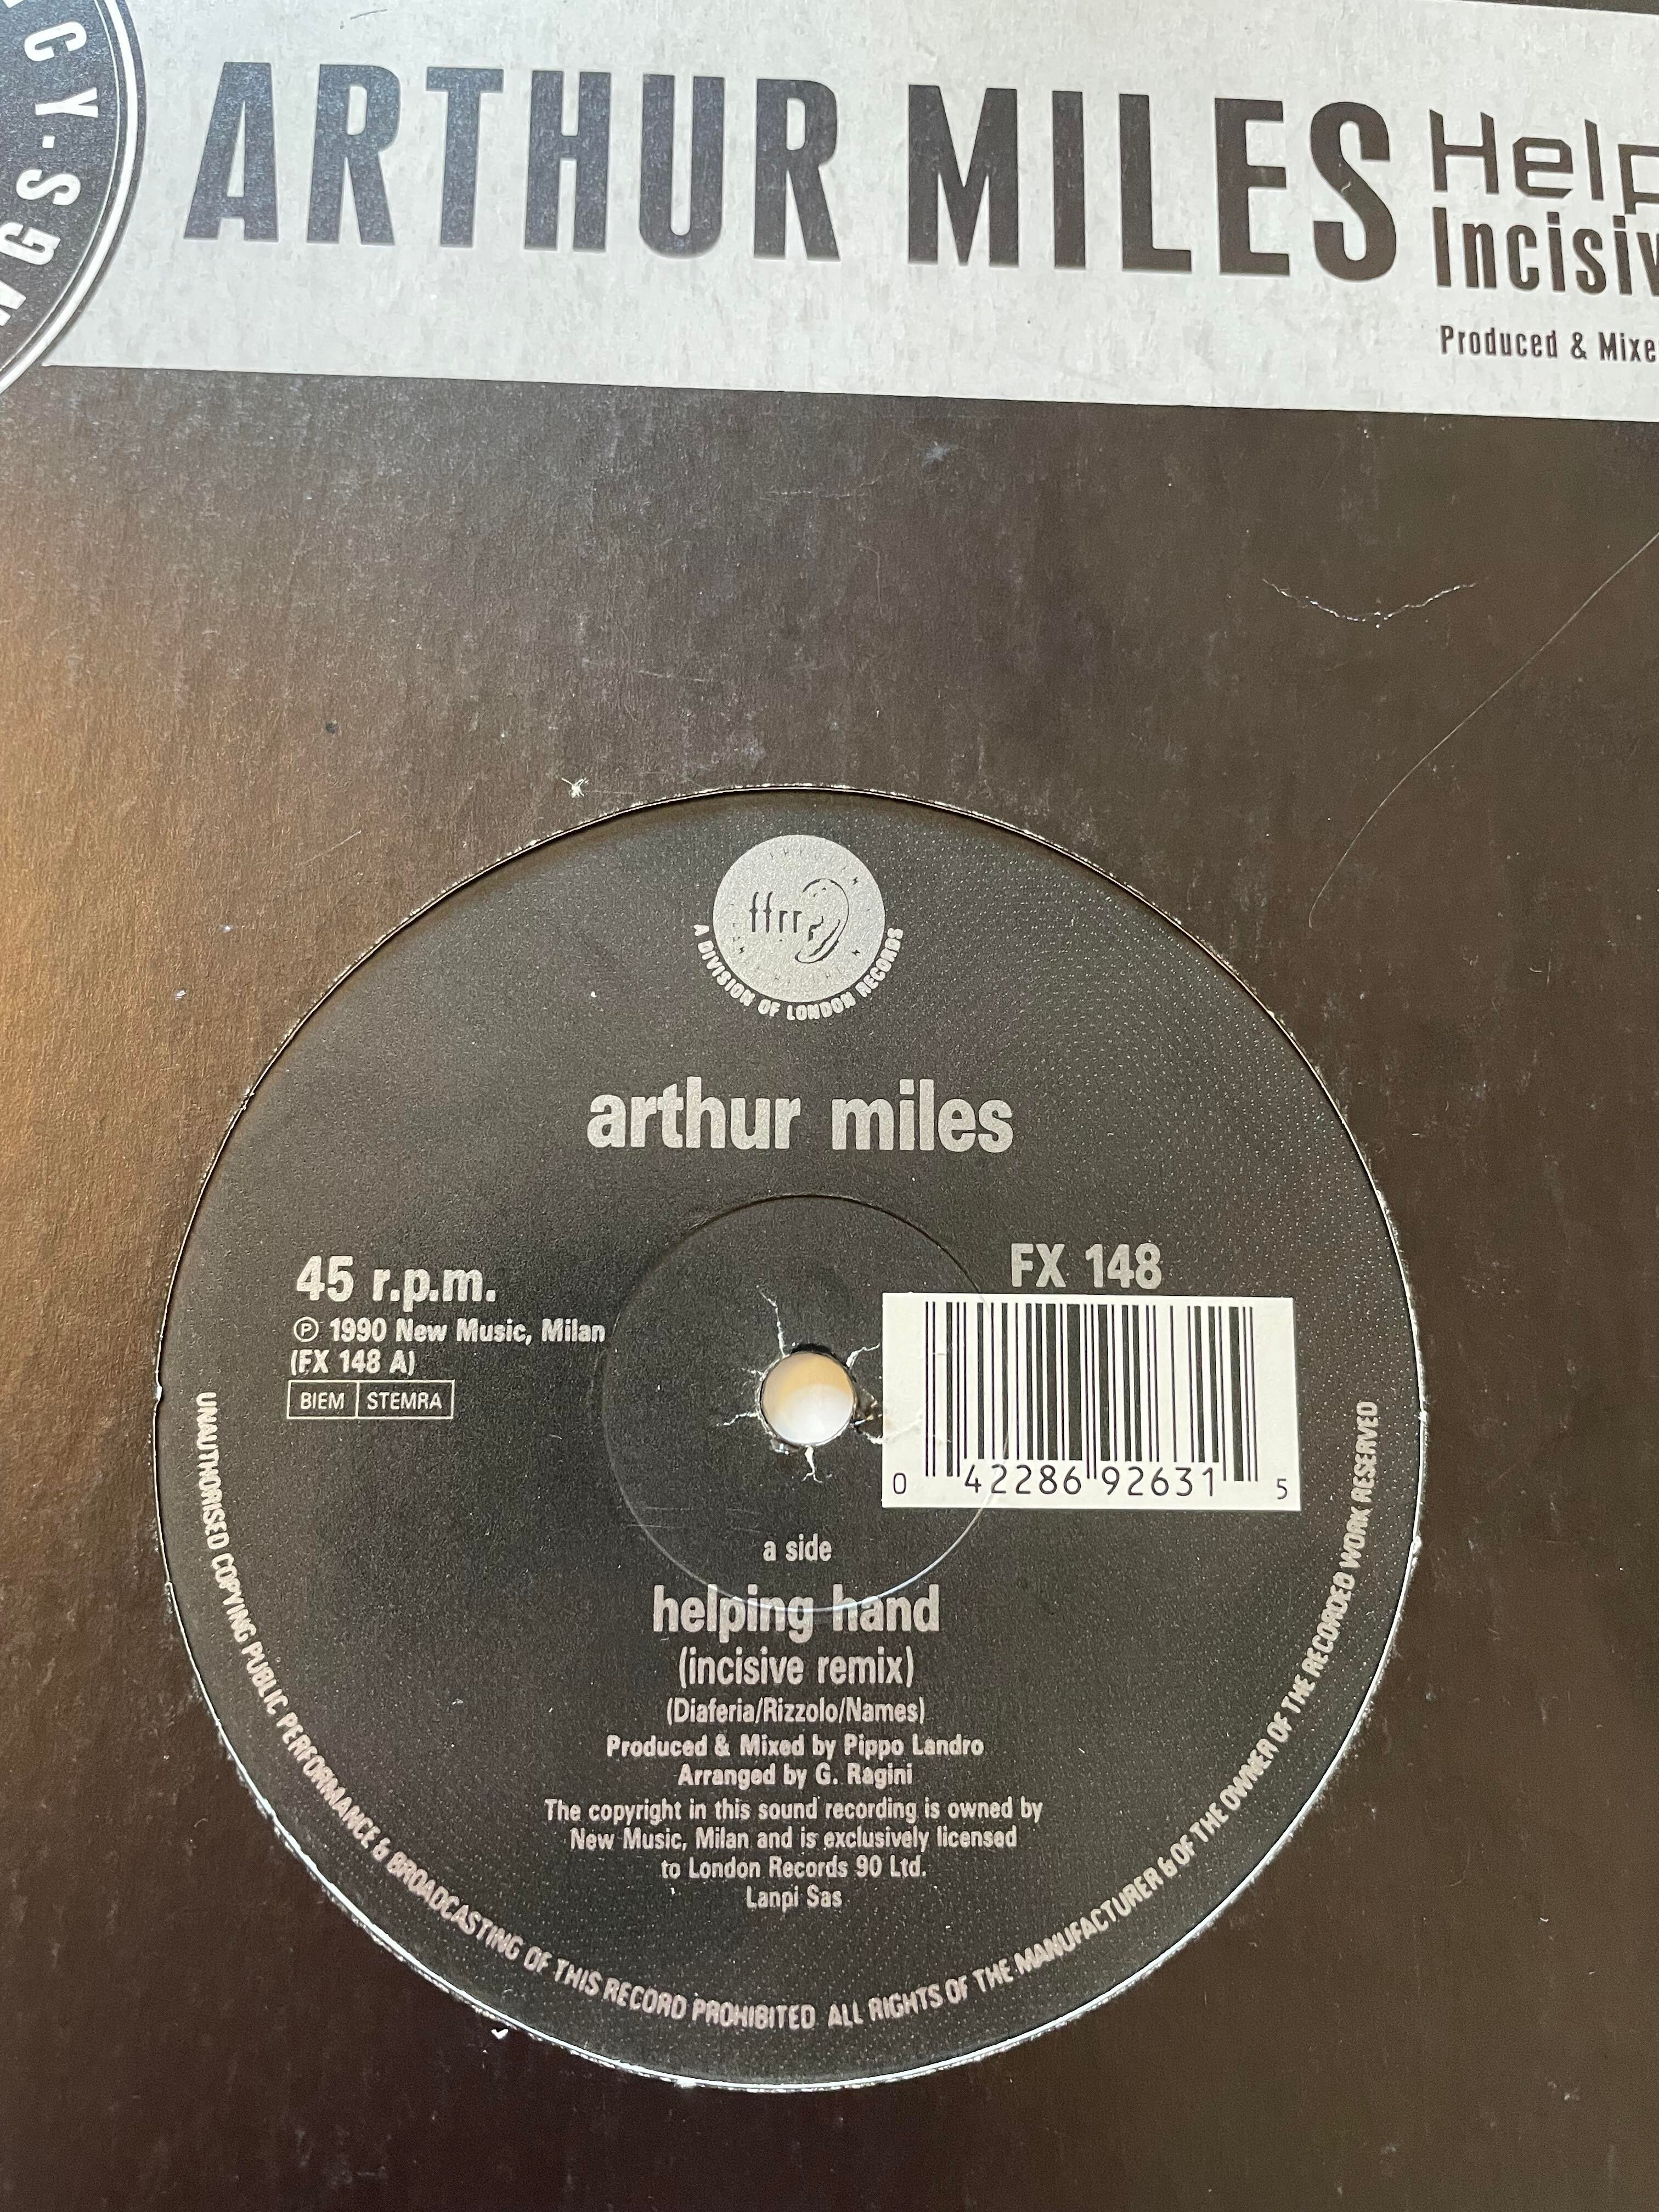 CY-SNG
ARTHUR MILES
Help
Incisiv
Produced & Mixe
ffrr
A DIVISION OF LONDON RECORDS
arthur miles
45 r.p.m.
℗ 1990 New Music, Milan
(FX 148 A)
BIEM STEMRA
FX 148
0 42286 92631 5
a side
helping hand
(incisive remix)
(Diaferia/Rizzolo/Names)
Produced & Mixed by Pippo Landro
Arranged by G. Ragini
The copyright in this sound recording is owned by
New Music, Milan and is exclusively licensed
to London Records 90 Ltd.
Lanpi Sas
UNAUTHORISED COPYING PUBLIC PERFORMANCE & BROADCASTING OF THIS RECORD PROHIBITED ALL RIGHTS OF THE MANUFACTURER & OF THE OWNER OF THE RECORDED WORK RESERVED